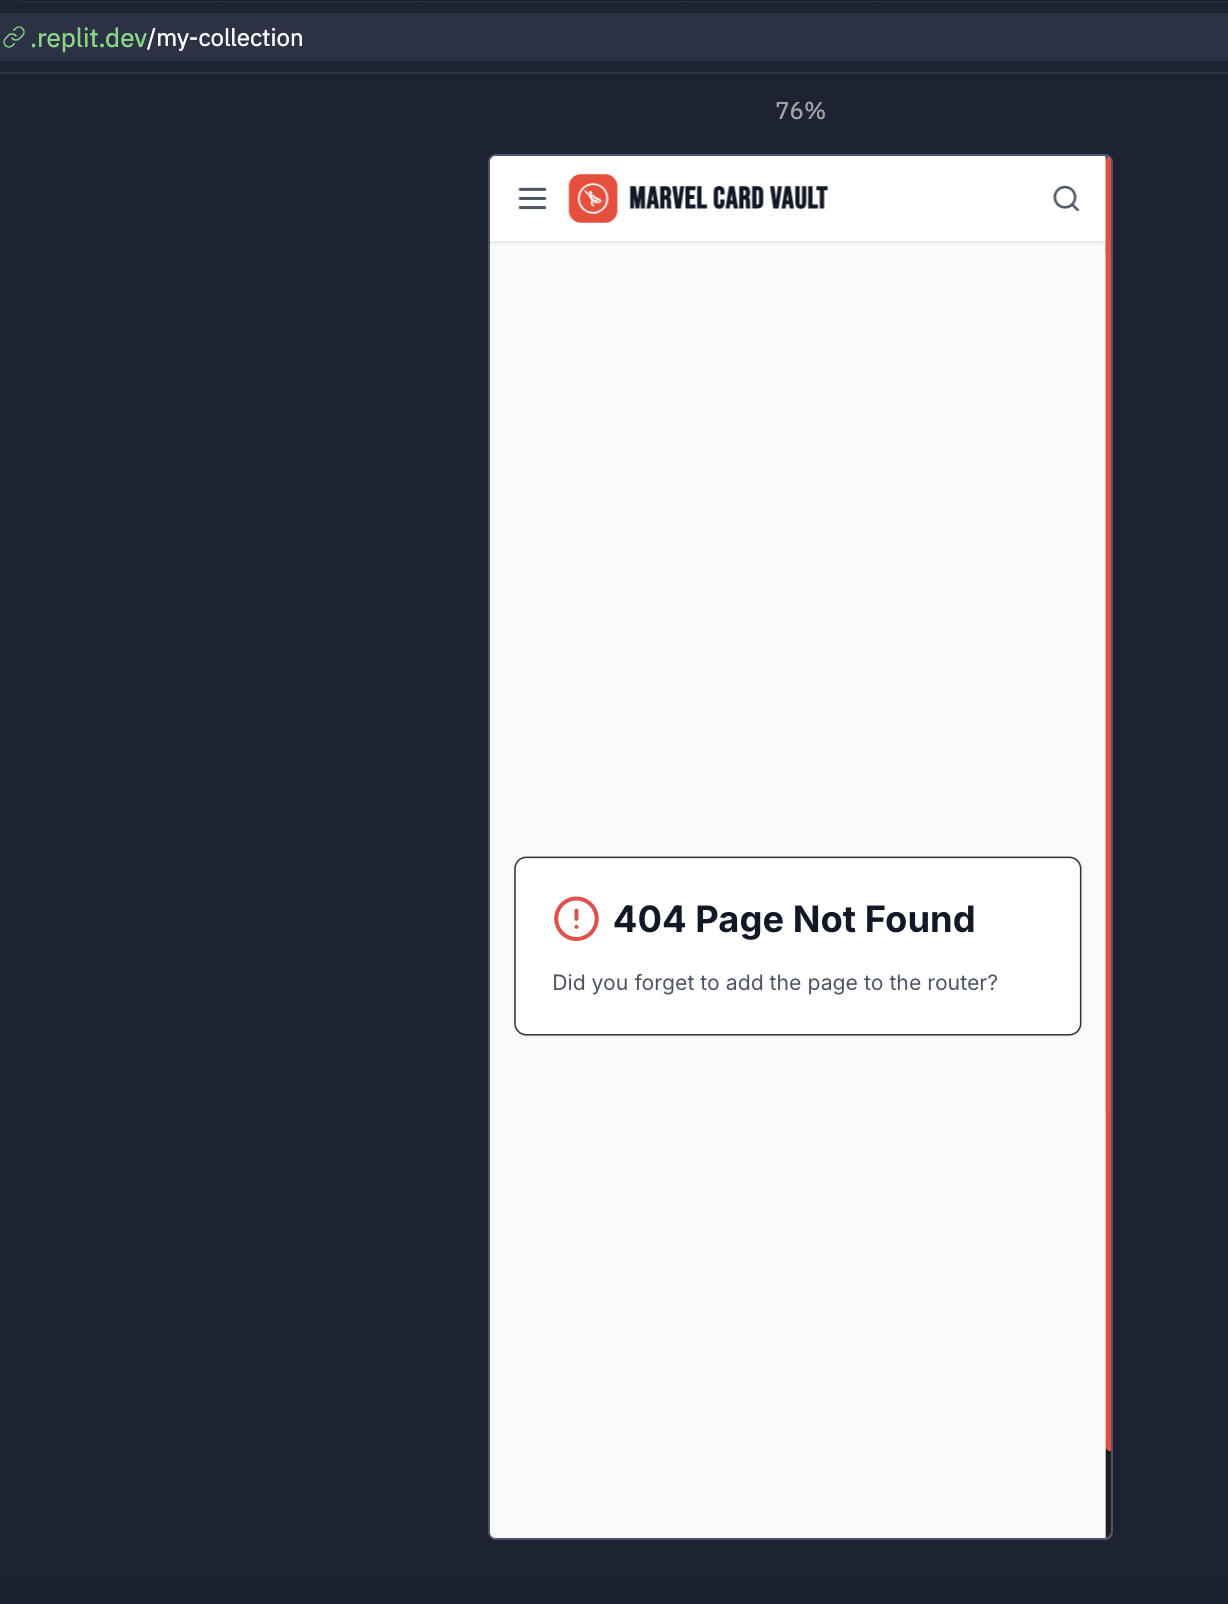 .replit.dev/my-collection
76%
MARVEL CARD VAULT
404 Page Not Found
Did you forget to add the page to the router?